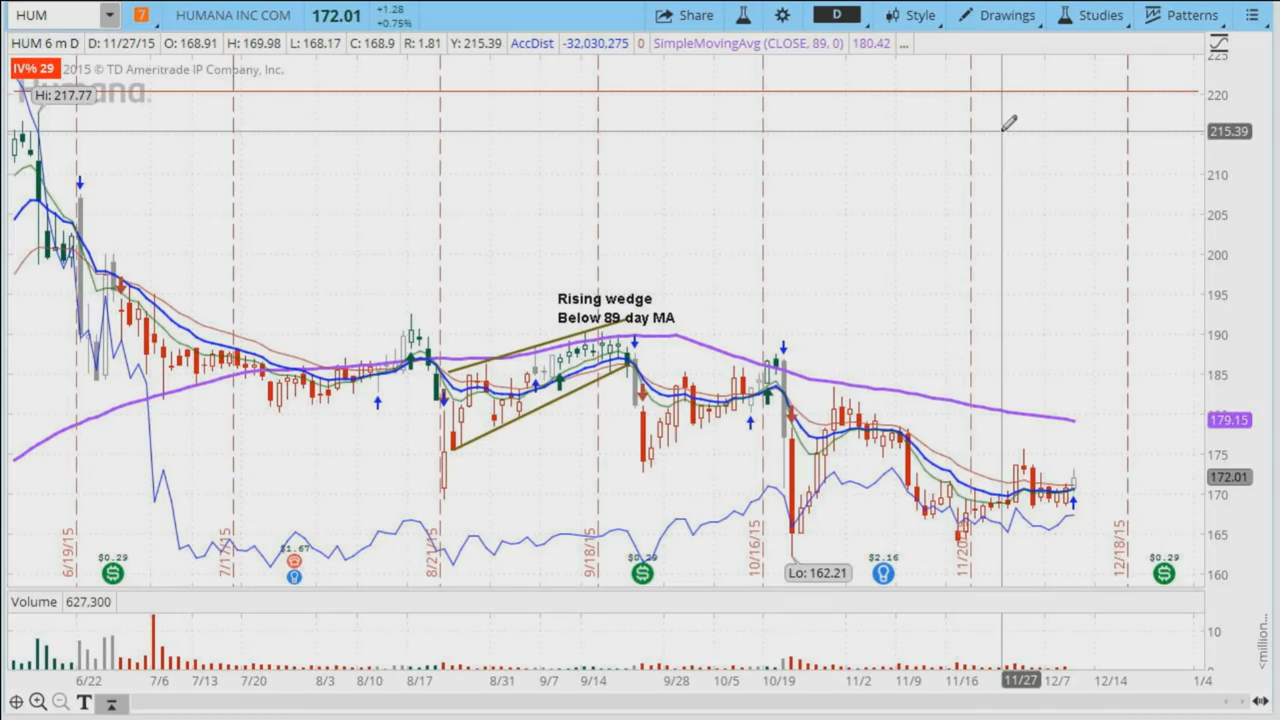 HUM 7 HUMANA INC COM 172.01 +1.28 Share D Style Drawings Studies Patterns
+0.75%
HUM 6 m D D: 11/27/15 O: 168.91 H: 169.98 L: 168.17 C: 168.9 R: 1.81 Y: 215.39 AccDist -32,030,275 0 SimpleMovingAvg (CLOSE, 89, 0) 180.42 ...
225
IV% 29 2015 © TD Ameritrade IP Company, Inc.
Humana
Hi: 217.77
220
215.39
210
205
200
195
Rising wedge
Below 89 day MA
190
185
179.15
175
172.01
170
165
6/19/15 7/17/15 8/21/15 9/18/15 10/16/15 11/20 12/18/15
$0.29 $1.67 $0.29 $2.16 $0.29
Lo: 162.21
160
Volume 627,300
10
<millions...
6/22 7/6 7/13 7/20 8/3 8/10 8/17 8/31 9/7 9/14 9/28 10/5 10/19 11/2 11/9 11/16 11/27 12/7 12/14 1/4
T